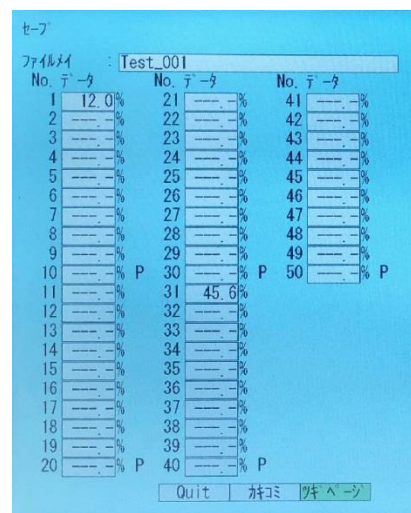 セーブ
ファイルメイ : Test_001
No. データ No. データ No. データ
1 12.0% 21 ---.-% 41 ---.-%
2 ---.-% 22 ---.-% 42 ---.-%
3 ---.-% 23 ---.-% 43 ---.-%
4 ---.-% 24 ---.-% 44 ---.-%
5 ---.-% 25 ---.-% 45 ---.-%
6 ---.-% 26 ---.-% 46 ---.-%
7 ---.-% 27 ---.-% 47 ---.-%
8 ---.-% 28 ---.-% 48 ---.-%
9 ---.-% 29 ---.-% 49 ---.-%
10 ---.-% P 30 ---.-% P 50 ---.-% P
11 ---.-% 31 45.6%
12 ---.-% 32 ---.-%
13 ---.-% 33 ---.-%
14 ---.-% 34 ---.-%
15 ---.-% 35 ---.-%
16 ---.-% 36 ---.-%
17 ---.-% 37 ---.-%
18 ---.-% 38 ---.-%
19 ---.-% 39 ---.-%
20 ---.-% P 40 ---.-% P
Quit カキコミ ツギページ